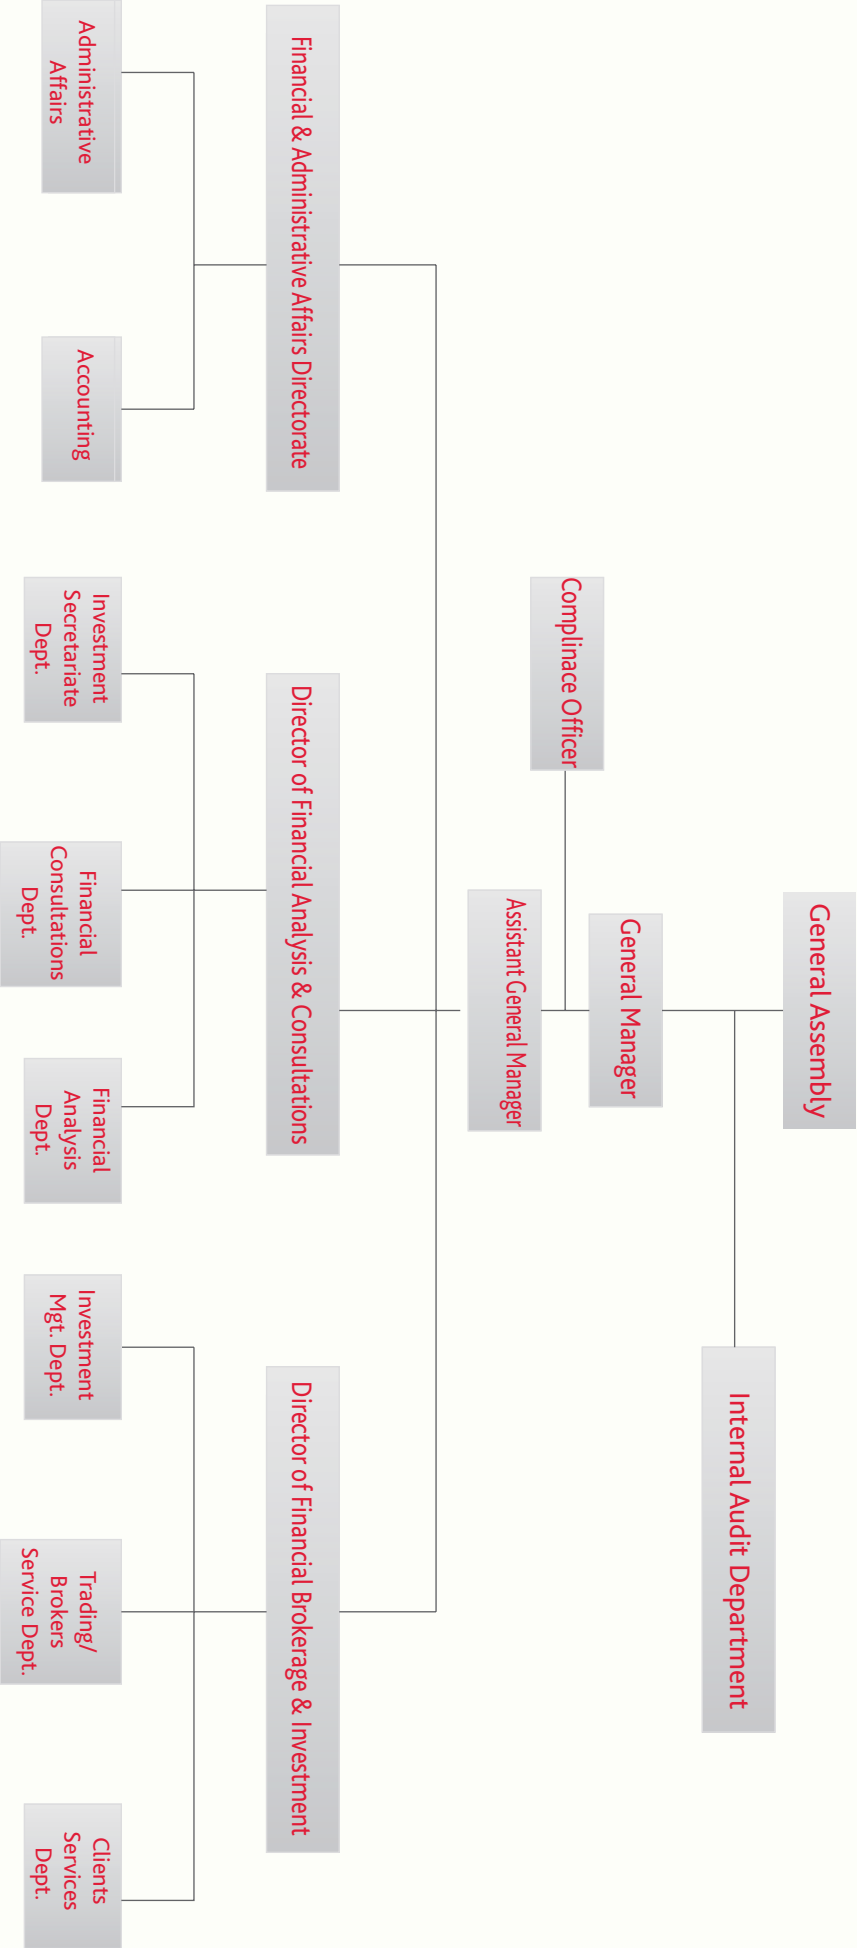 General Assembly
Internal Audit Department
General Manager
Complinace Officer
Assistant General Manager
Financial & Administrative Affairs Directorate
Director of Financial Analysis & Consultations
Director of Financial Brokerage & Investment
Administrative
Affairs
Accounting
Investment
Secretariate
Dept.
Financial
Consultations
Dept.
Financial
Analysis
Dept.
Investment
Mgt. Dept.
Trading/
Brokers
Service Dept.
Clients
Services
Dept.